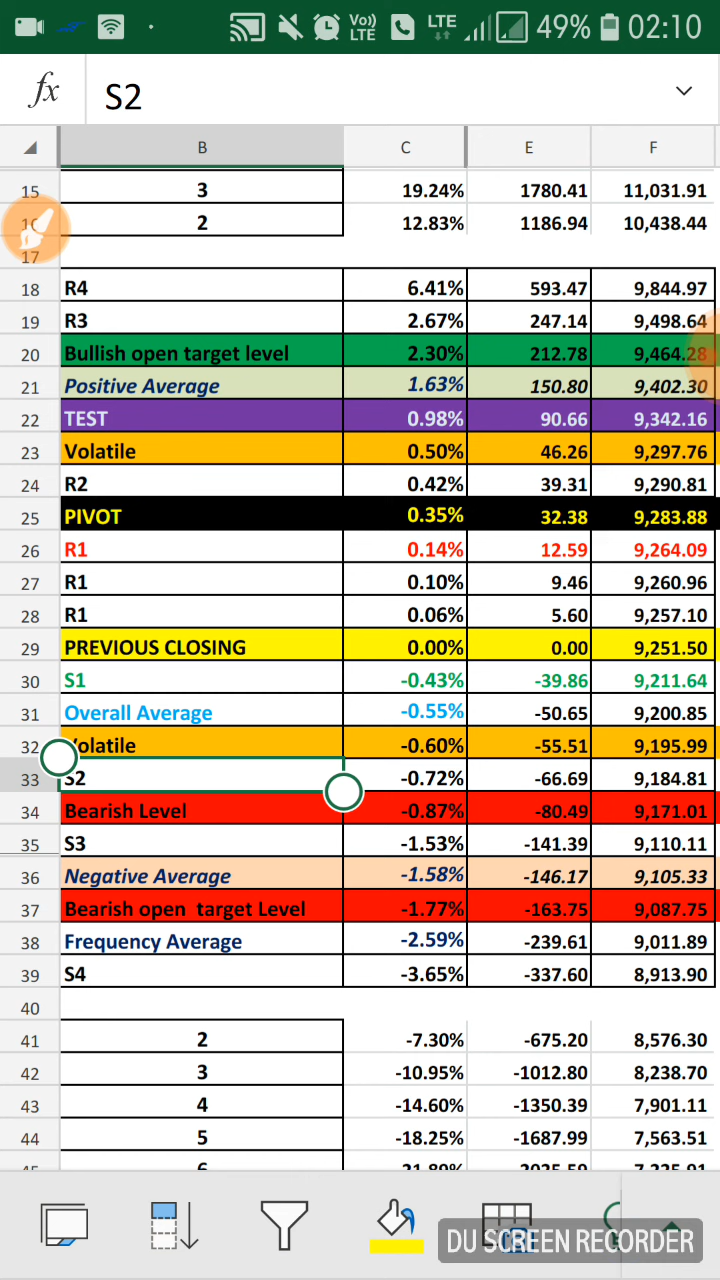 Vo)) LTE LTE 49% 02:10
fx S2
B C E F
15 3 19.24% 1780.41 11,031.91
16 2 12.83% 1186.94 10,438.44
17
18 R4 6.41% 593.47 9,844.97
19 R3 2.67% 247.14 9,498.64
20 Bullish open target level 2.30% 212.78 9,464.28
21 Positive Average 1.63% 150.80 9,402.30
22 TEST 0.98% 90.66 9,342.16
23 Volatile 0.50% 46.26 9,297.76
24 R2 0.42% 39.31 9,290.81
25 PIVOT 0.35% 32.38 9,283.88
26 R1 0.14% 12.59 9,264.09
27 R1 0.10% 9.46 9,260.96
28 R1 0.06% 5.60 9,257.10
29 PREVIOUS CLOSING 0.00% 0.00 9,251.50
30 S1 -0.43% -39.86 9,211.64
31 Overall Average -0.55% -50.65 9,200.85
32 Volatile -0.60% -55.51 9,195.99
33 S2 -0.72% -66.69 9,184.81
34 Bearish Level -0.87% -80.49 9,171.01
35 S3 -1.53% -141.39 9,110.11
36 Negative Average -1.58% -146.17 9,105.33
37 Bearish open target Level -1.77% -163.75 9,087.75
38 Frequency Average -2.59% -239.61 9,011.89
39 S4 -3.65% -337.60 8,913.90
40
41 2 -7.30% -675.20 8,576.30
42 3 -10.95% -1012.80 8,238.70
43 4 -14.60% -1350.39 7,901.11
44 5 -18.25% -1687.99 7,563.51
45 6 -21.89% -2025.59 7,225.91
DU SCREEN RECORDER